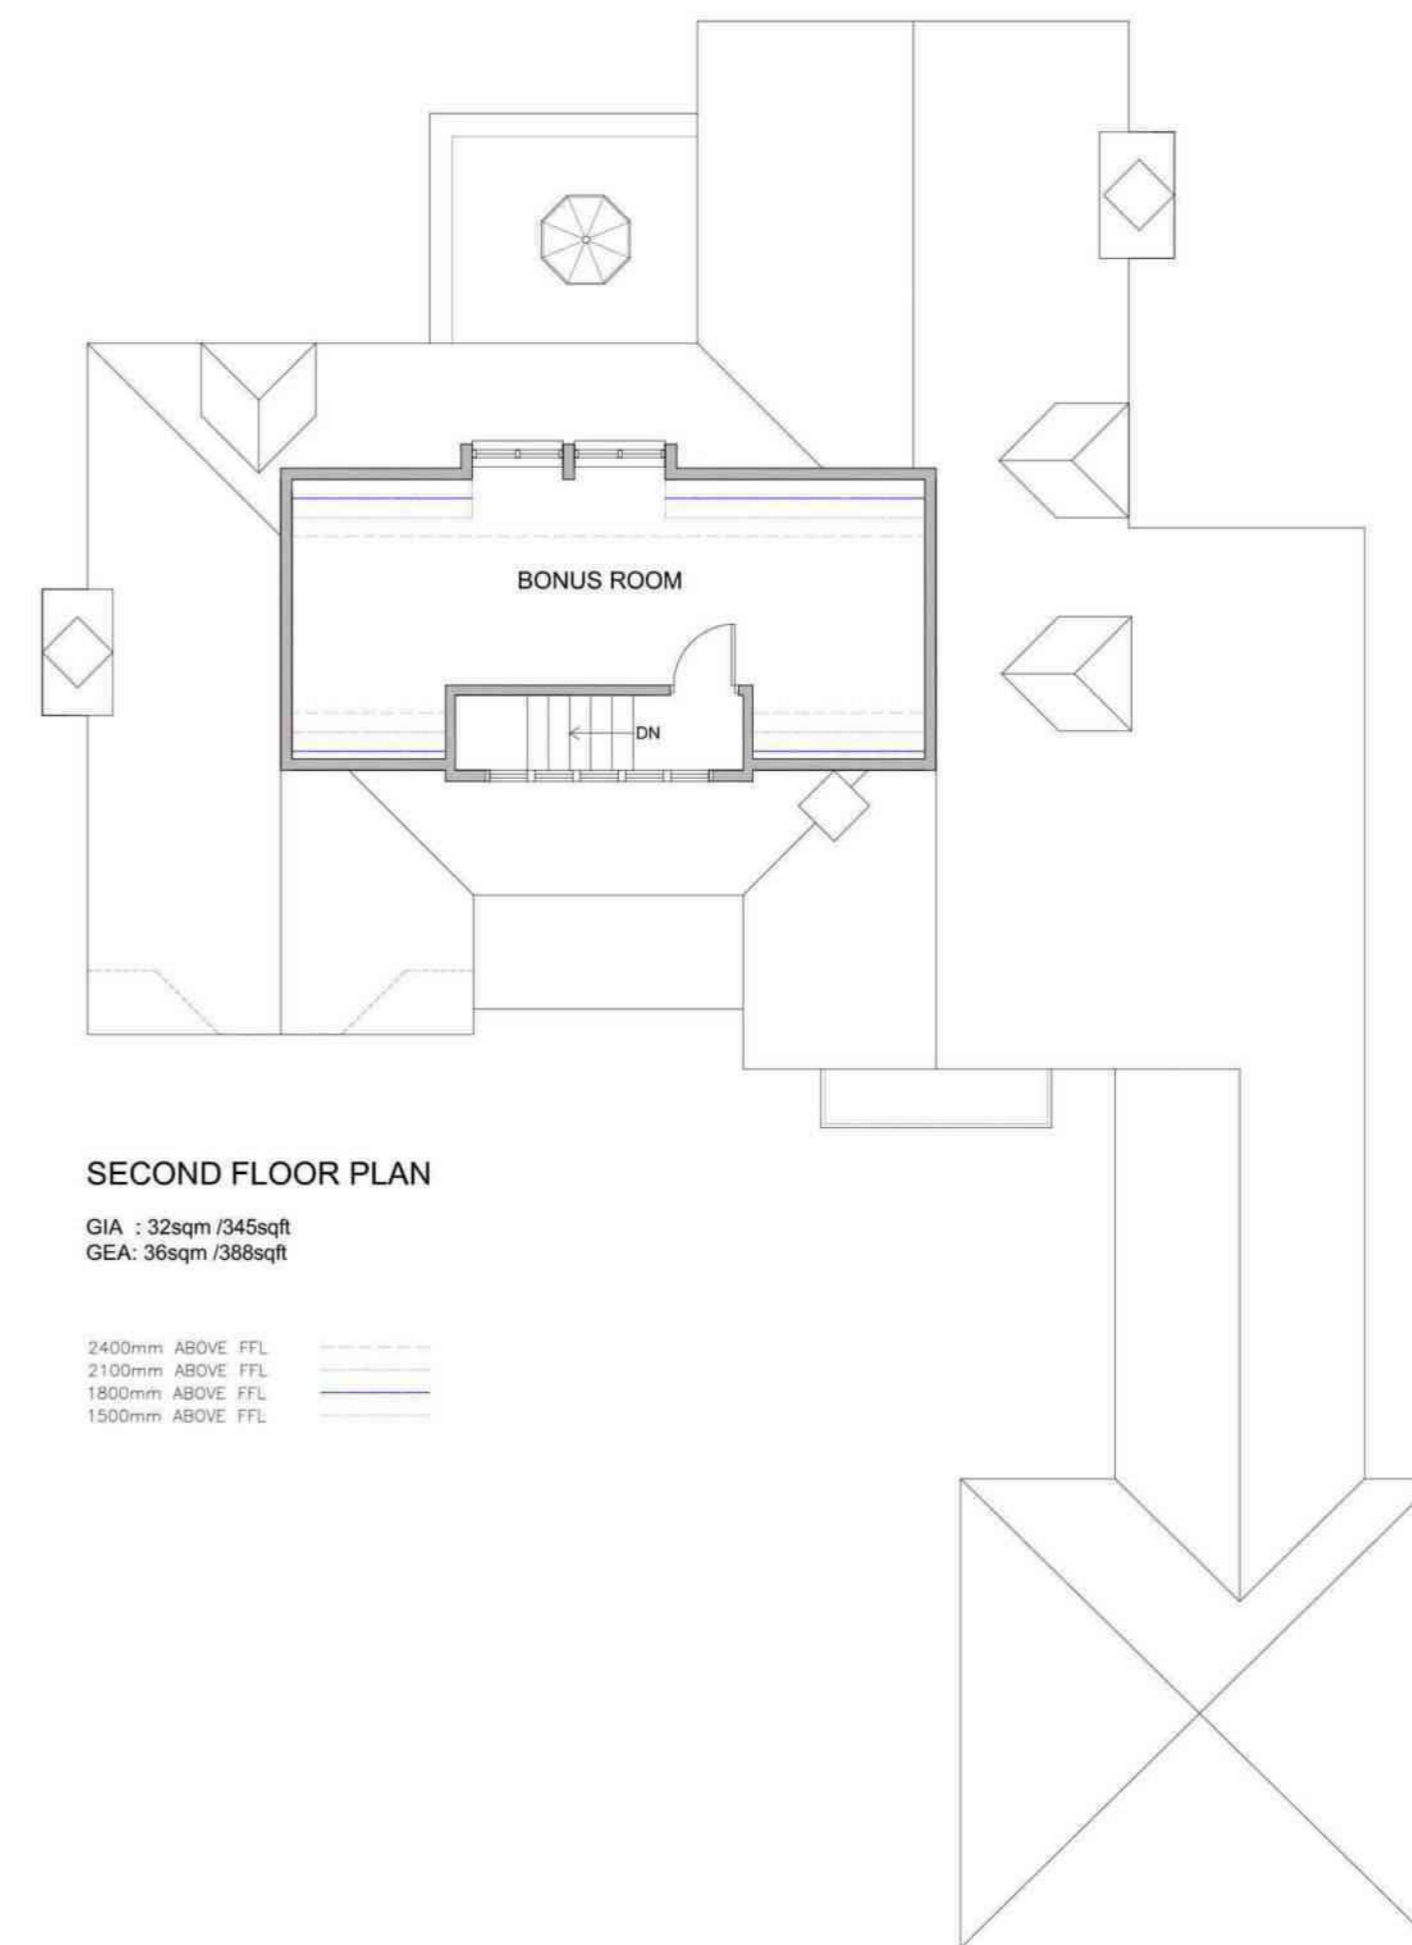 BONUS ROOM
DN
SECOND FLOOR PLAN
GIA : 32sqm /345sqft
GEA: 36sqm /388sqft
2400mm ABOVE FFL
2100mm ABOVE FFL
1800mm ABOVE FFL
1500mm ABOVE FFL